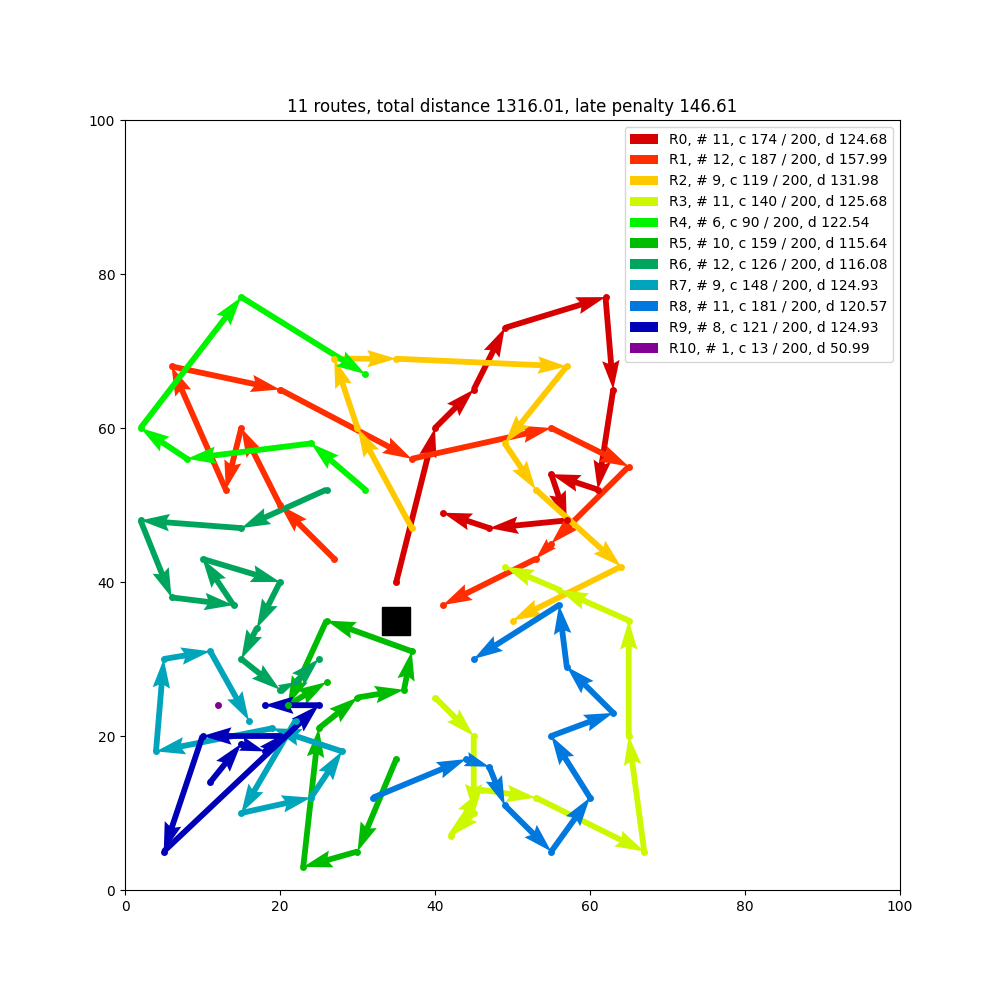 11 routes, total distance 1316.01, late penalty 146.61
R0, # 11, c 174 / 200, d 124.68
R1, # 12, c 187 / 200, d 157.99
R2, # 9, c 119 / 200, d 131.98
R3, # 11, c 140 / 200, d 125.68
R4, # 6, c 90 / 200, d 122.54
R5, # 10, c 159 / 200, d 115.64
R6, # 12, c 126 / 200, d 116.08
R7, # 9, c 148 / 200, d 124.93
R8, # 11, c 181 / 200, d 120.57
R9, # 8, c 121 / 200, d 124.93
R10, # 1, c 13 / 200, d 50.99
100
80
60
40
20
0
0 20 40 60 80 100